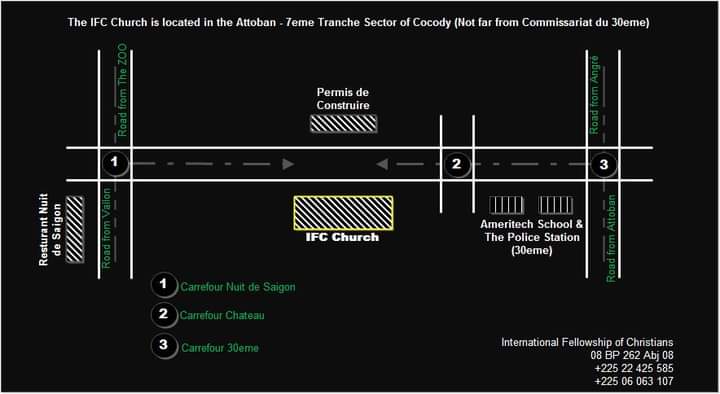 The IFC Church is located in the Attoban - 7eme Tranche Sector of Cocody (Not far from Commissariat du 30eme)
Road from The ZOO
Road from Angré
Permis de
Construire
1
2
3
Resturant Nuit
de Saigon
Road from Vallon
IFC Church
Ameritech School &
The Police Station
(30eme)
Road from Attoban
1 Carrefour Nuit de Saigon
2 Carrefour Chateau
3 Carrefour 30eme
International Fellowship of Christians
08 BP 262 Abj 08
+225 22 425 585
+225 06 063 107